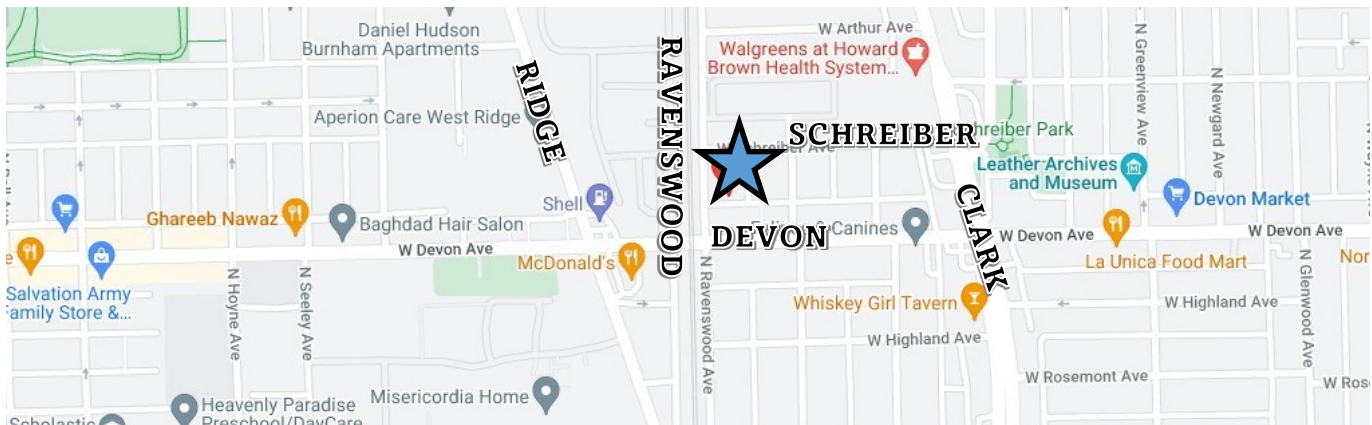 Daniel Hudson
Burnham Apartments
RIDGE
RAVENSWOOD
W Arthur Ave
Walgreens at Howard
Brown Health System...
N Greenview Ave
N Newgard Ave
Aperion Care West Ridge
SCHREIBER
Schreiber Park
Leather Archives
and Museum
Devon Market
Shell
CLARK
Ghareeb Nawaz
Baghdad Hair Salon
DEVON
Canines
W Devon Ave
W Devon Ave
W Devon Ave
McDonald's
La Unica Food Mart
Salvation Army
Family Store &...
N Hoyne Ave
N Seeley Ave
N Ravenswood Ave
Whiskey Girl Tavern
W Highland Ave
N Glenwood Ave
W Highland Ave
W Rosemont Ave
Misericordia Home
Heavenly Paradise
Preschool/DayCare
Scholastic